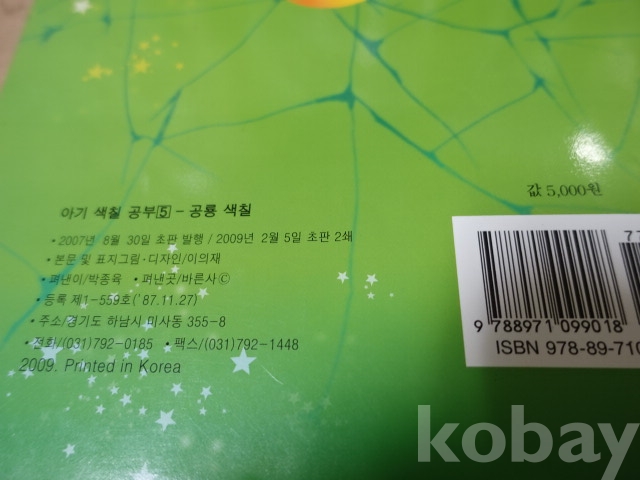 값 5,000원
아기 색칠 공부[5] - 공룡 색칠
• 2007년 8월 30일 초판 발행 / 2009년 2월 5일 초판 2쇄
• 본문 및 표지그림 · 디자인/이의재
• 펴낸이/박종육 • 펴낸곳/바른사ⓒ
• 등록 제1-559호('87.11.27)
• 주소/경기도 하남시 미사동 355-8
• 전화/(031)792-0185 • 팩스/(031)792-1448
2009. Printed in Korea
9 788971 099018
ISBN 978-89-710
kobay